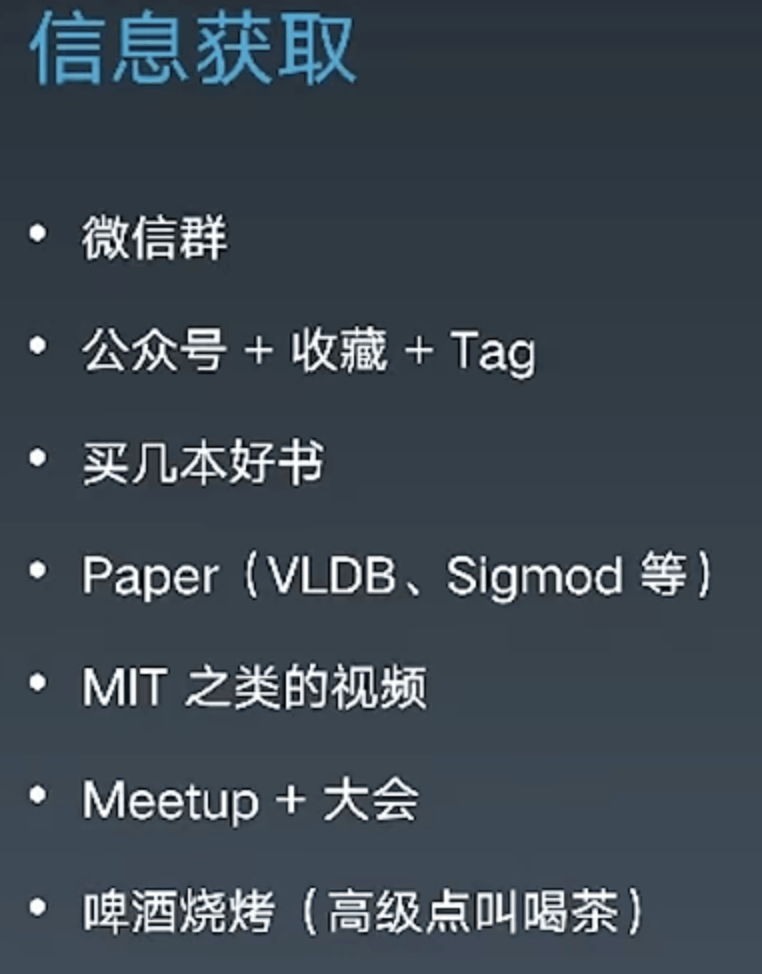 信息获取
• 微信群
• 公众号 + 收藏 + Tag
• 买几本好书
• Paper（VLDB、Sigmod 等）
• MIT 之类的视频
• Meetup + 大会
• 啤酒烧烤（高级点叫喝茶）